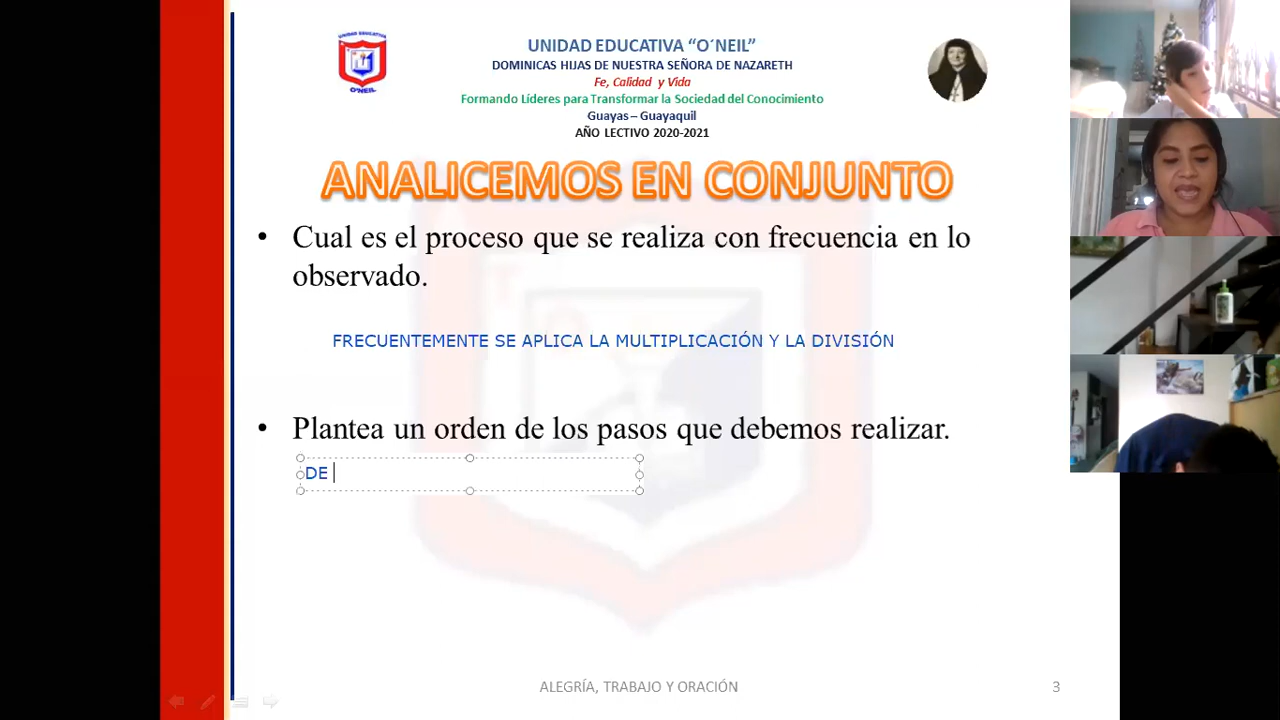 UNIDAD EDUCATIVA
O'NEIL
UNIDAD EDUCATIVA “O´NEIL”
DOMINICAS HIJAS DE NUESTRA SEÑORA DE NAZARETH
Fe, Calidad y Vida
Formando Líderes para Transformar la Sociedad del Conocimiento
Guayas – Guayaquil
AÑO LECTIVO 2020-2021
ANALICEMOS EN CONJUNTO
• Cual es el proceso que se realiza con frecuencia en lo
observado.
FRECUENTEMENTE SE APLICA LA MULTIPLICACIÓN Y LA DIVISIÓN
• Plantea un orden de los pasos que debemos realizar.
DE
ALEGRÍA, TRABAJO Y ORACIÓN
3